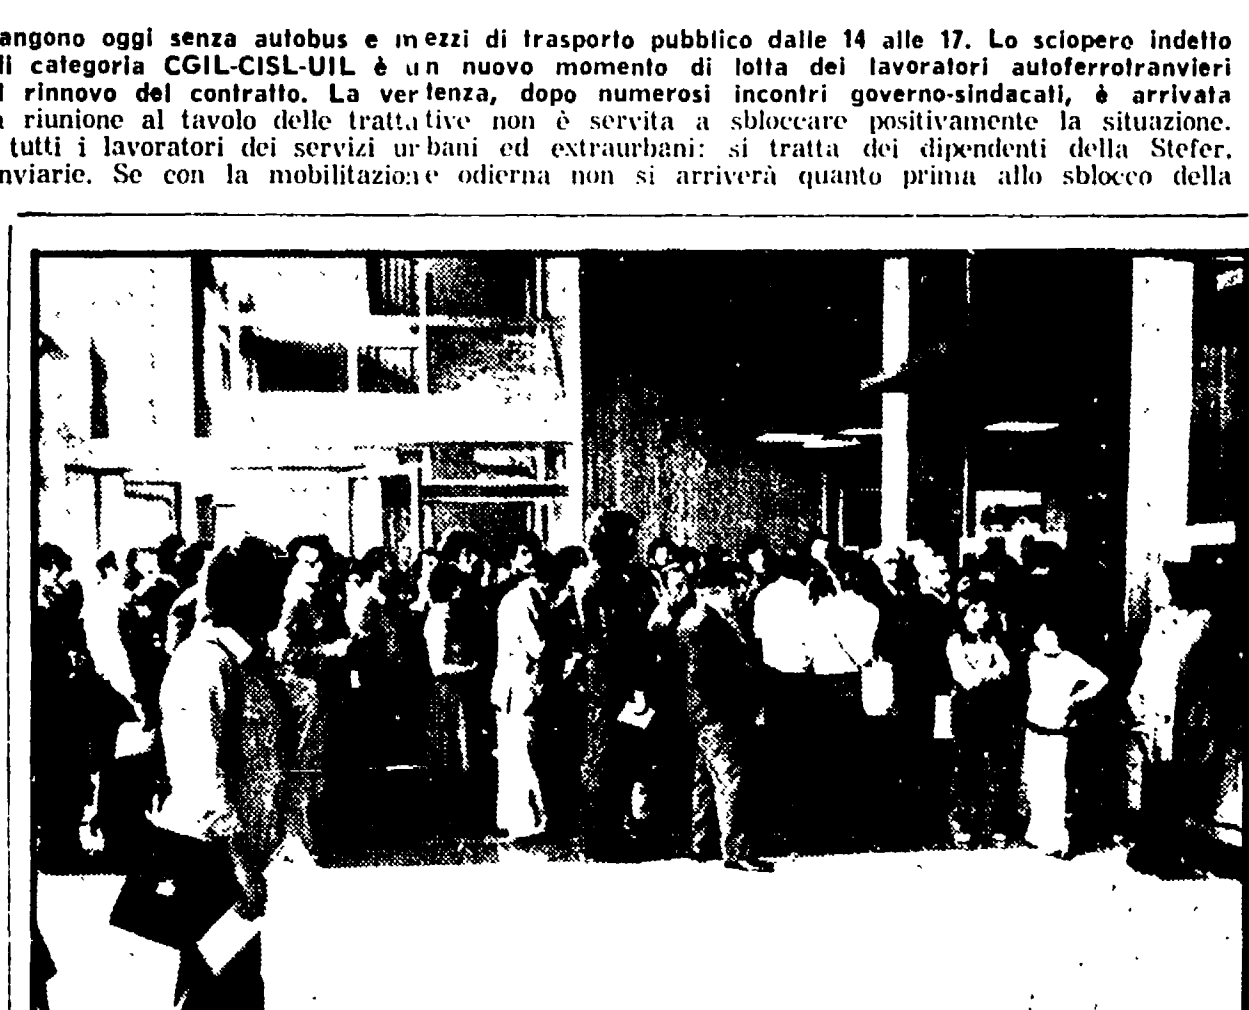 angono oggi senza autobus e mezzi di trasporto pubblico dalle 14 alle 17. Lo sciopero indetto
di categoria CGIL-CISL-UIL è un nuovo momento di lotta dei lavoratori autoferrotranvieri
l rinnovo del contratto. La vertenza, dopo numerosi incontri governo-sindacati, è arrivata
a riunione al tavolo delle trattative non è servita a sbloccare positivamente la situazione.
tutti i lavoratori dei servizi urbani ed extraurbani: si tratta dei dipendenti della Stefer,
nviarie. Se con la mobilitazione odierna non si arriverà quanto prima allo sblocco della